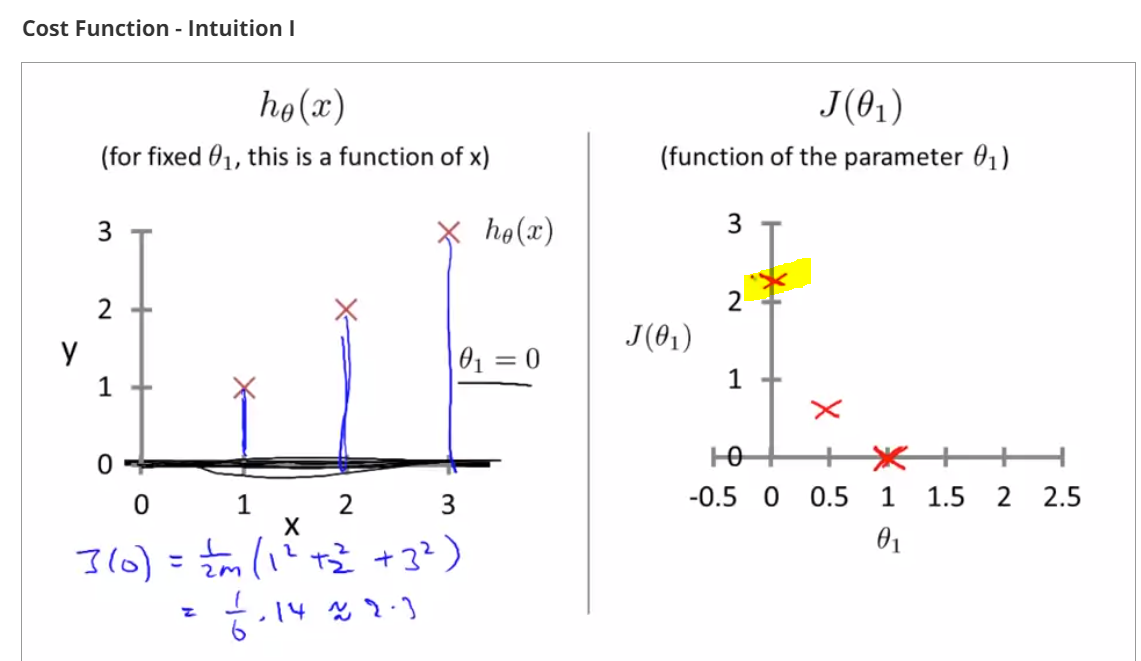 Cost Function - Intuition I
hθ(x)
(for fixed θ₁, this is a function of x)
3
hθ(x)
2
y
θ₁ = 0
1
0
0 1 2 3
x
J(0) = 1/2m (1² + 2² + 3²)
= 1/6 · 14 ≈ 2.3
J(θ₁)
(function of the parameter θ₁)
3
2
J(θ₁)
1
0
-0.5 0 0.5 1 1.5 2 2.5
θ₁